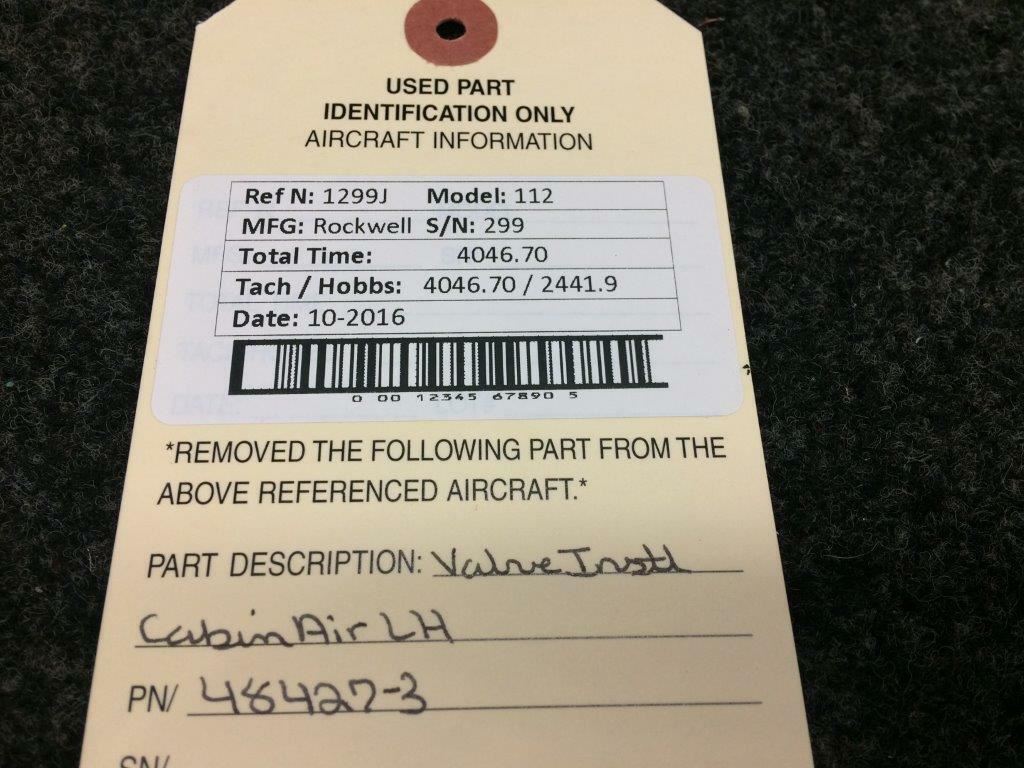 USED PART
IDENTIFICATION ONLY
AIRCRAFT INFORMATION
Ref N: 1299J Model: 112
MFG: Rockwell S/N: 299
Total Time: 4046.70
Tach / Hobbs: 4046.70 / 2441.9
Date: 10-2016
0 00 12345 67890 5
*REMOVED THE FOLLOWING PART FROM THE
ABOVE REFERENCED AIRCRAFT.*
PART DESCRIPTION: Valve Instl
Cabin Air LH
PN/ 48427-3
SN/